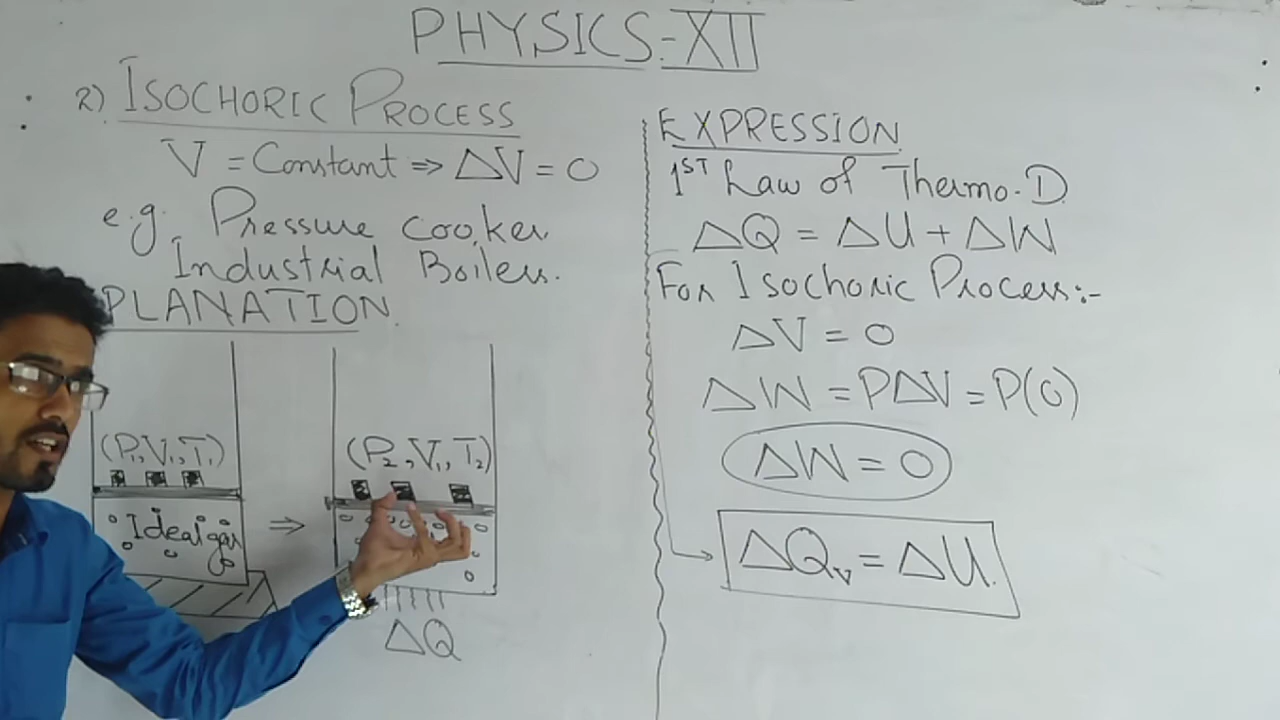 PHYSICS-XII
2) ISOCHORIC PROCESS
V = Constant ⇒ ΔV = 0
e.g. Pressure cooker
Industrial Boilers.
PLANATION
(P₁, V₁, T₁)
Ideal gas
⇒
(P₂, V₁, T₂)
ΔQ
EXPRESSION
1ST Law of Thermo.D
ΔQ = ΔU + ΔW
For Isochoric Process:-
ΔV = 0
ΔW = PΔV = P(0)
ΔW = 0
ΔQᵥ = ΔU.